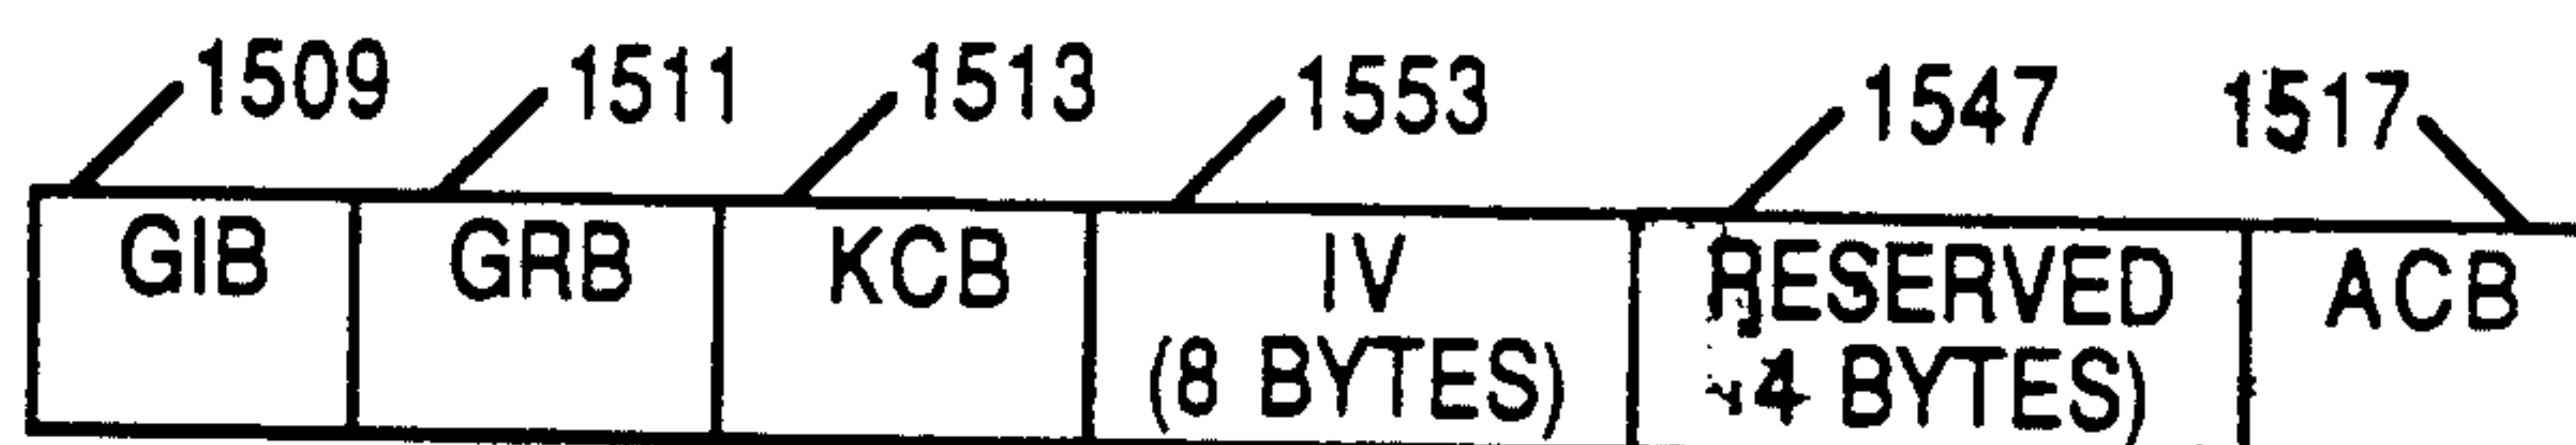 1509 1511 1513 1553 1547 1517
GIB GRB KCB IV RESERVED ACB
(8 BYTES) 4 BYTES)